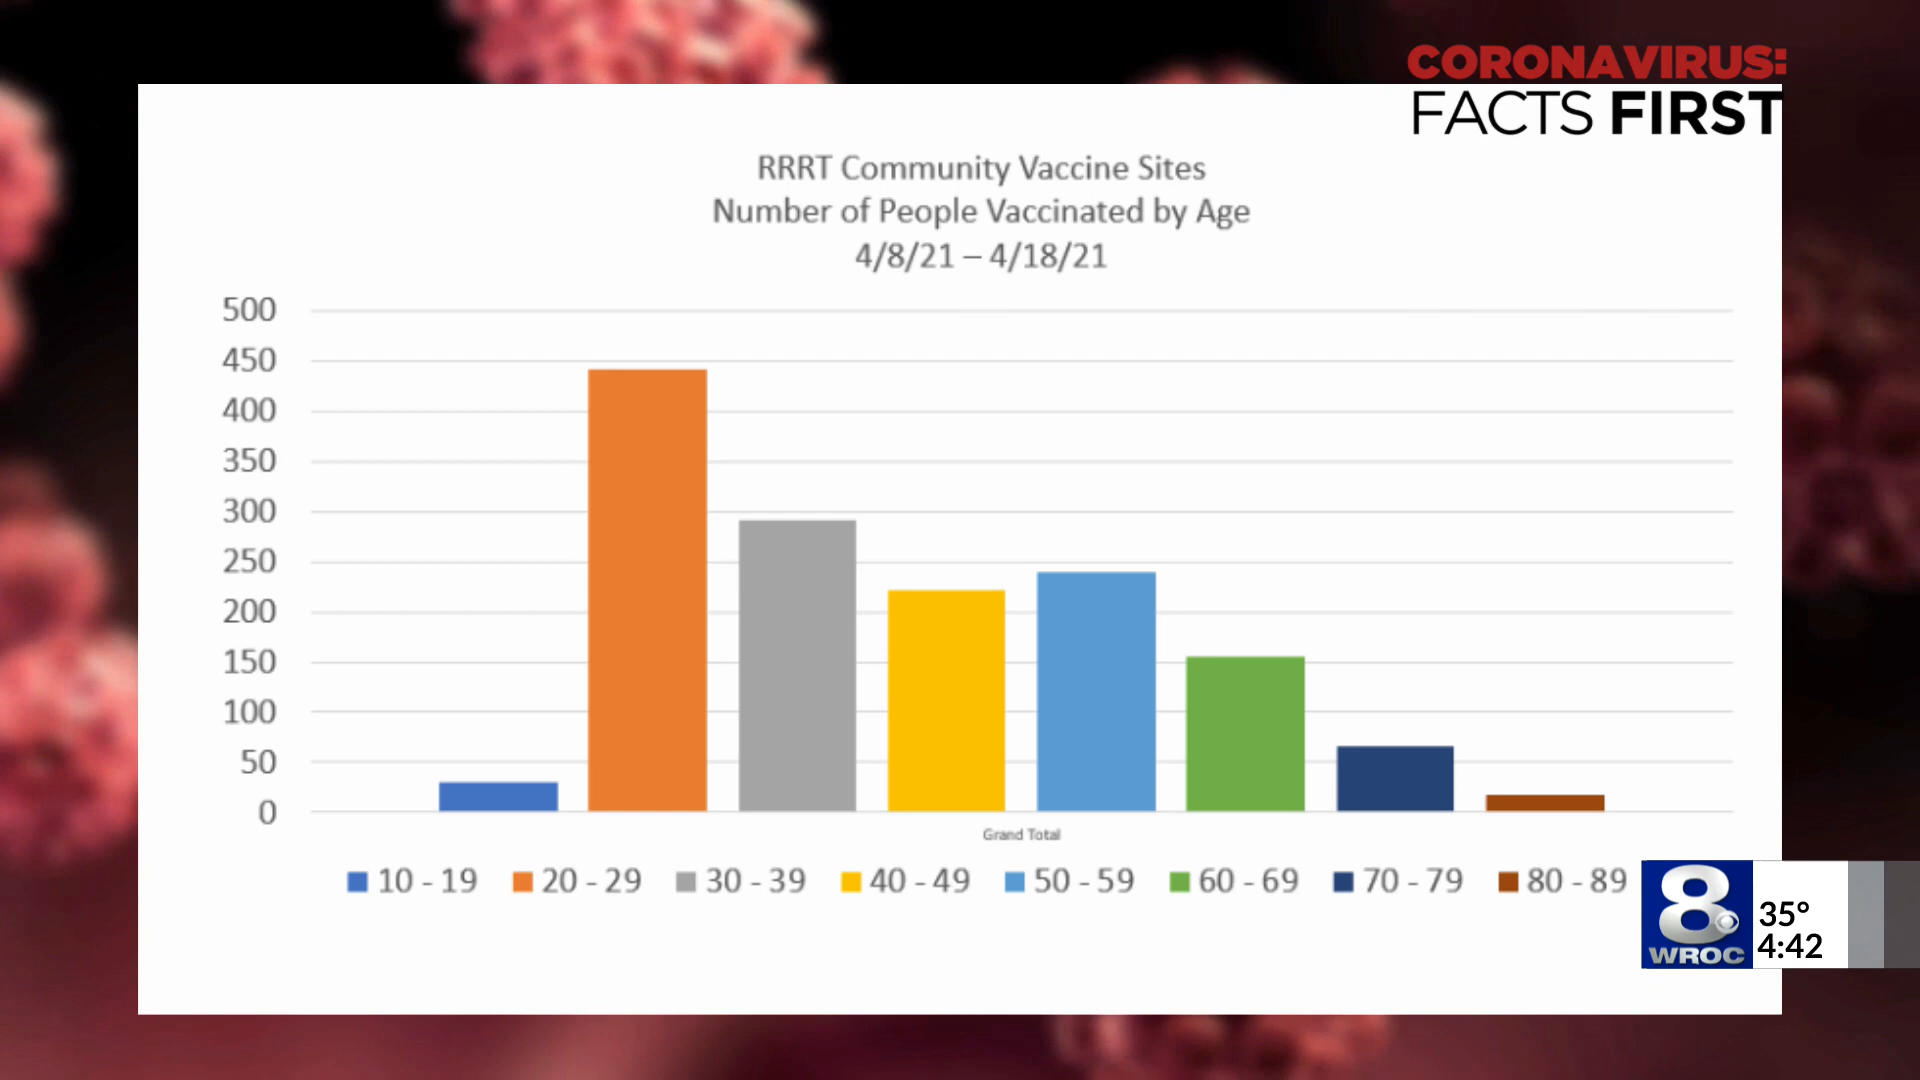 CORONAVIRUS:
FACTS FIRST
RRRT Community Vaccine Sites
Number of People Vaccinated by Age
4/8/21 – 4/18/21
500
450
400
350
300
250
200
150
100
50
0
Grand Total
10 - 19 20 - 29 30 - 39 40 - 49 50 - 59 60 - 69 70 - 79 80 - 89
8
WROC
35°
4:42